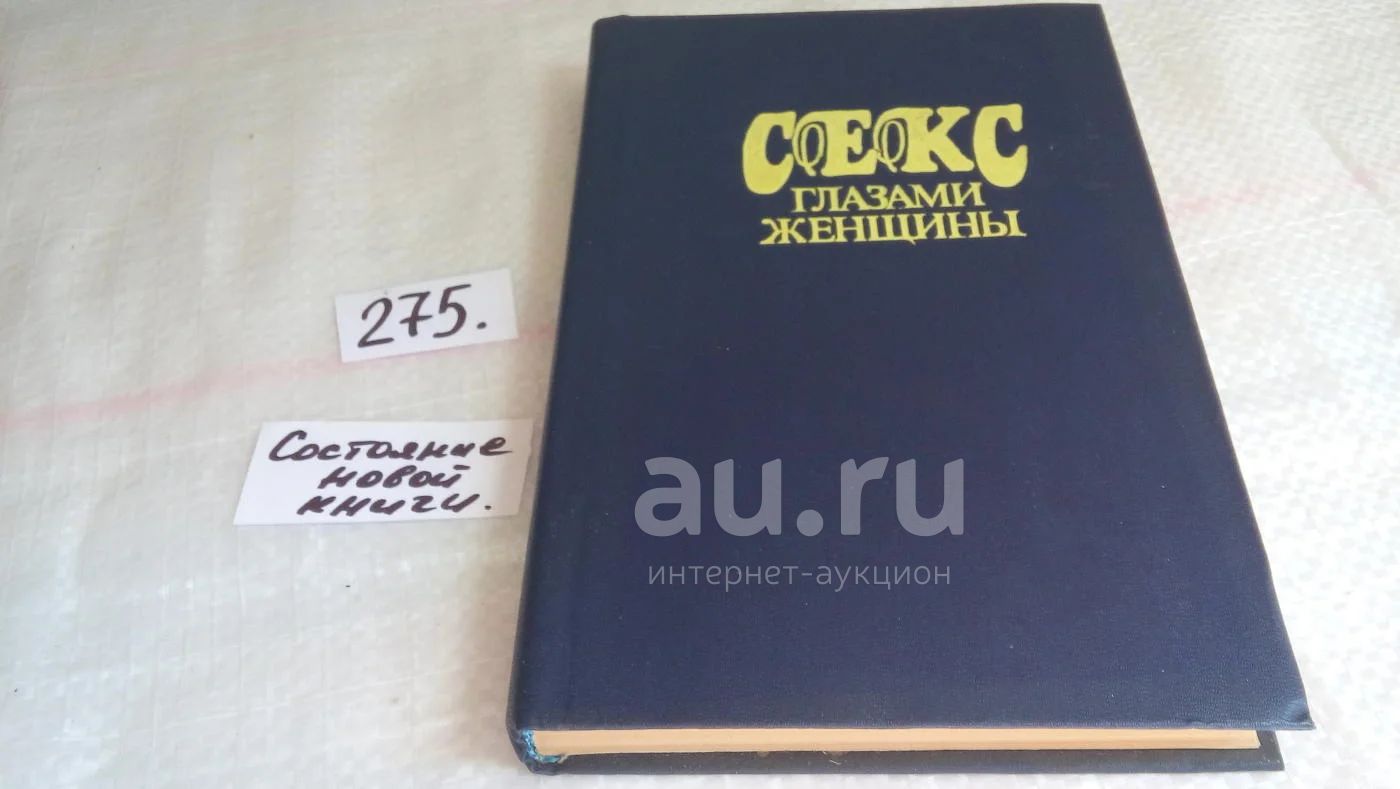 СЕКС
ГЛАЗАМИ
ЖЕНЩИНЫ
275.
Состояние
новой
книги.
au.ru
интернет-аукцион